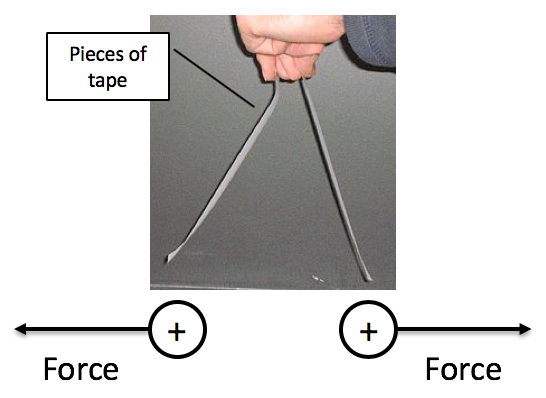 Pieces of
tape
+
+
Force
Force